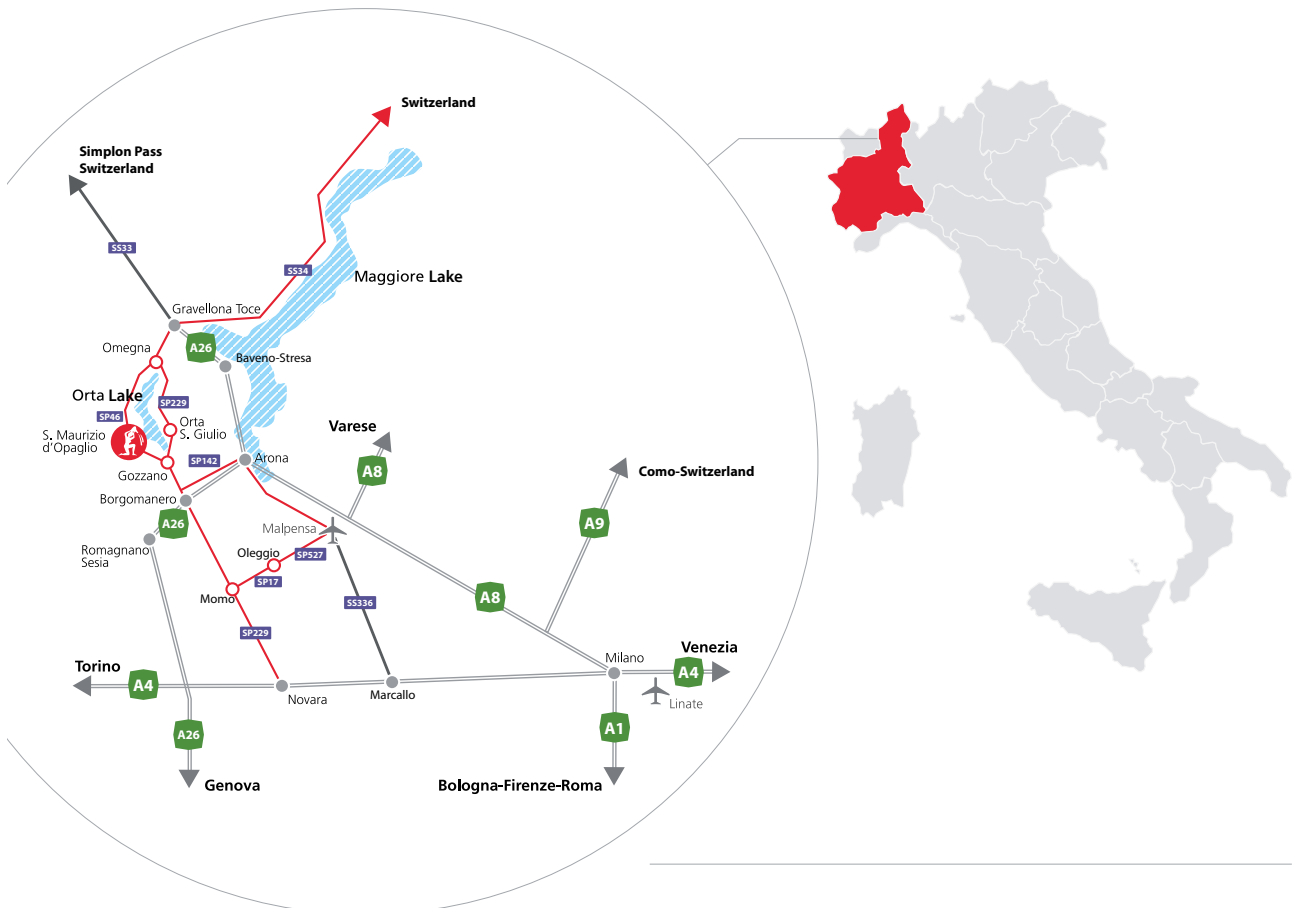 Switzerland
Simplon Pass
Switzerland
SS33
SS34
Maggiore Lake
Gravellona Toce
Omegna
A26
Baveno-Stresa
Orta Lake
SP229
SP46
Orta
S. Giulio
S. Maurizio
d'Opaglio
Varese
Gozzano
SP142
Arona
A8
Como-Switzerland
Borgomanero
A26
Malpensa
A9
Romagnano
Sesia
Oleggio
SP527
SP17
Momo
SS336
A8
SP229
Torino
A4
Novara
Marcallo
Milano
Venezia
A4
Linate
A26
A1
Genova
Bologna-Firenze-Roma